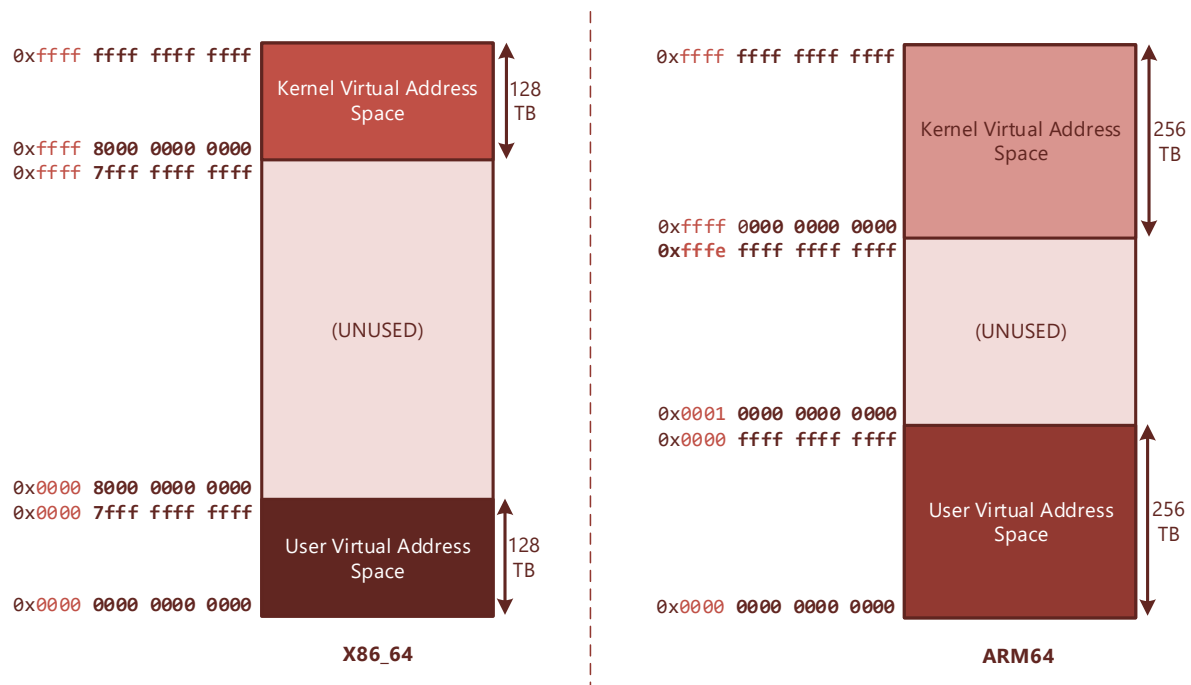 0xffff ffff ffff ffff
Kernel Virtual Address
Space
128
TB
0xffff 8000 0000 0000
0xffff 7fff ffff ffff
(UNUSED)
0x0000 8000 0000 0000
0x0000 7fff ffff ffff
User Virtual Address
Space
128
TB
0x0000 0000 0000 0000
X86_64
0xffff ffff ffff ffff
Kernel Virtual Address
Space
256
TB
0xffff 0000 0000 0000
0xfffe ffff ffff ffff
(UNUSED)
0x0001 0000 0000 0000
0x0000 ffff ffff ffff
User Virtual Address
Space
256
TB
0x0000 0000 0000 0000
ARM64